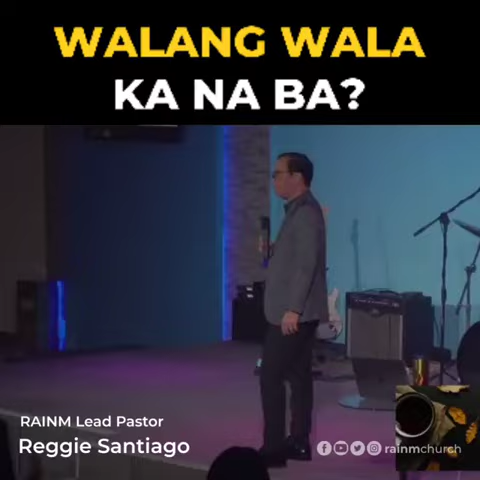 WALANG WALA
KA NA BA?
RAINM Lead Pastor
Reggie Santiago
rainmchurch